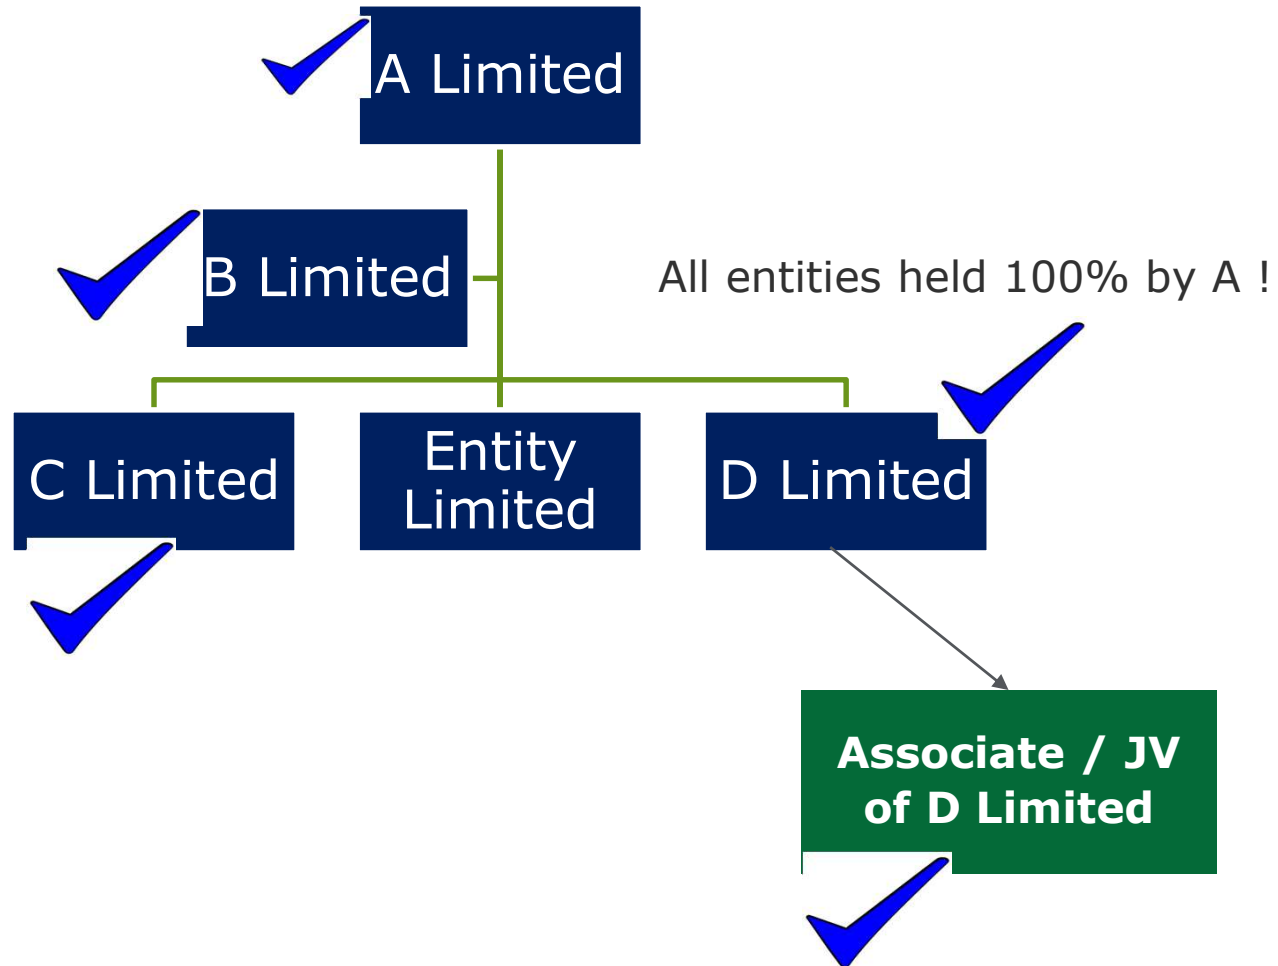 A Limited
B Limited
All entities held 100% by A !
C Limited
Entity
Limited
D Limited
Associate / JV
of D Limited